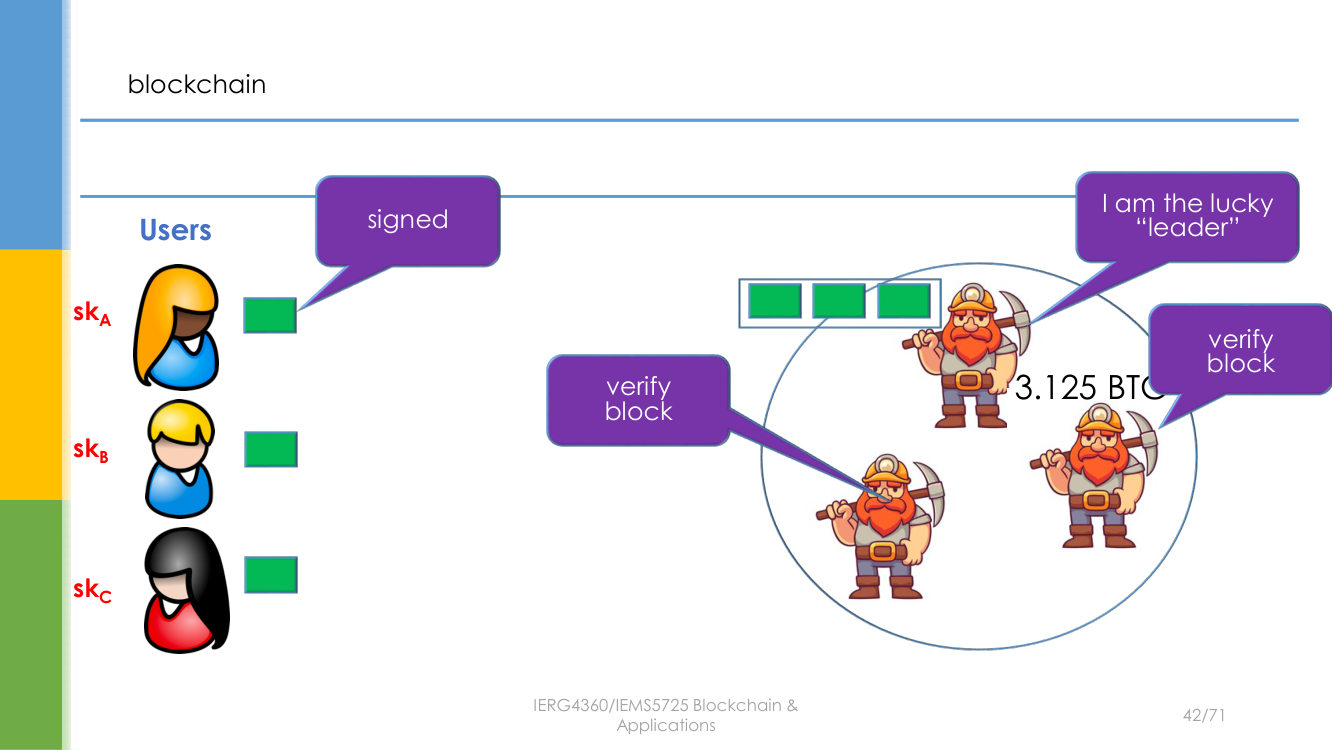 blockchain
signed
I am the lucky
“leader”
Users
sk_A
verify
block
verify
block
3.125 BTC
sk_B
sk_C
IERG4360/IEMS5725 Blockchain &
Applications
42/71